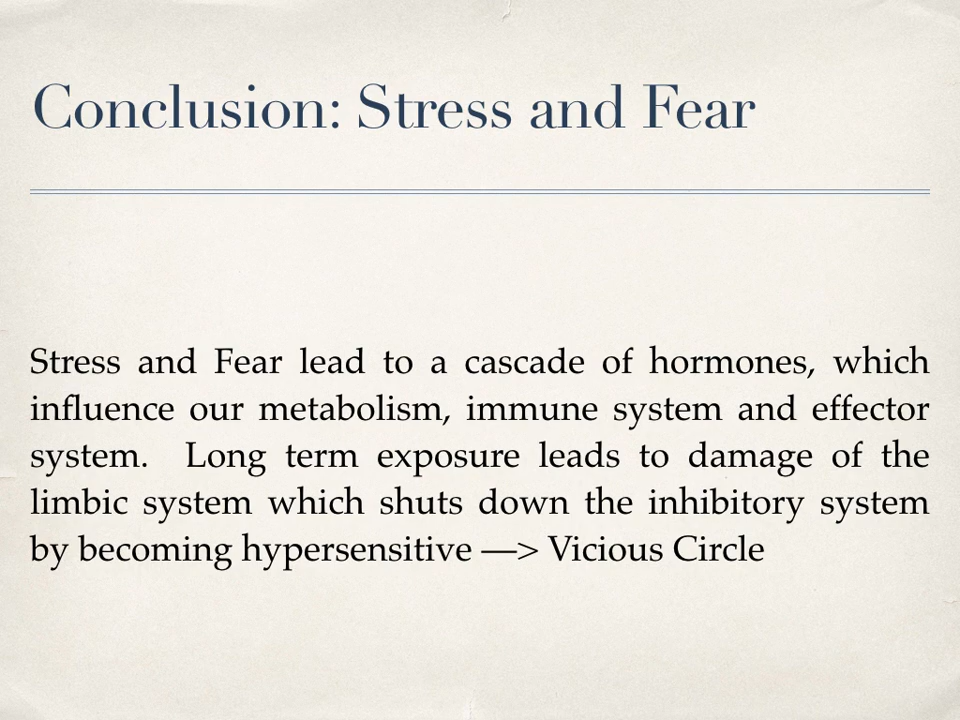 Conclusion: Stress and Fear
Stress and Fear lead to a cascade of hormones, which
influence our metabolism, immune system and effector
system.  Long term exposure leads to damage of the
limbic system which shuts down the inhibitory system
by becoming hypersensitive —> Vicious Circle